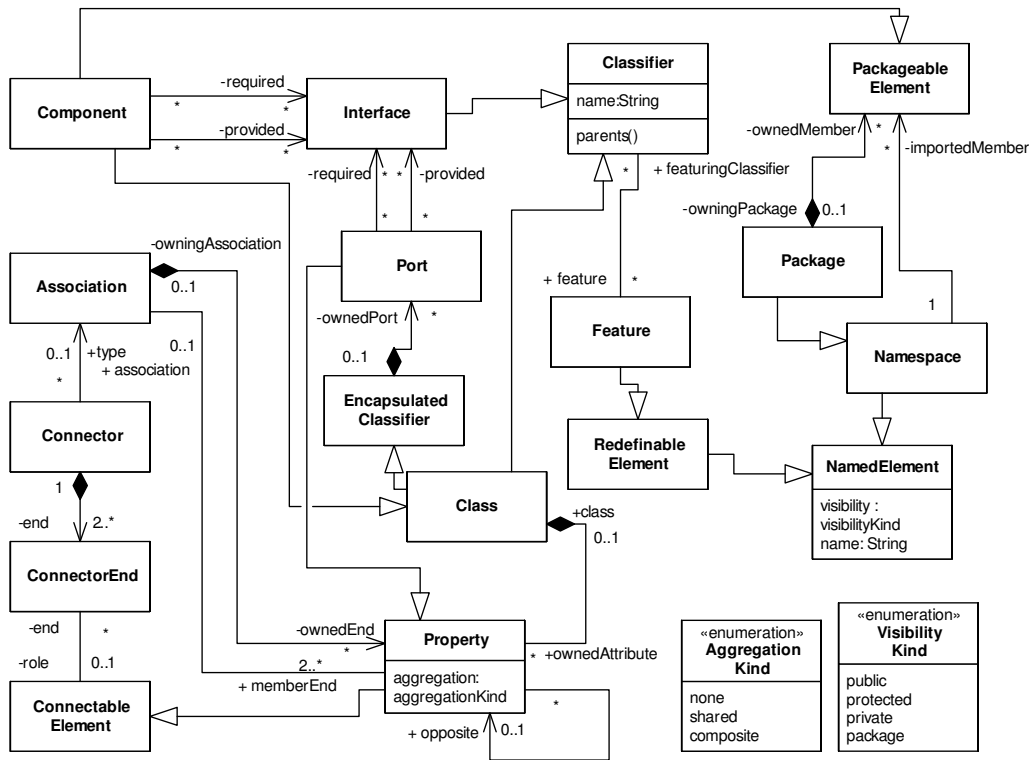 Classifier
name:String
parents()
Packageable
Element
Component
-required
*
*
-provided
*
*
Interface
-ownedMember
*
*
-importedMember
-required
*
*
-provided
*
*
*
+ featuringClassifier
-owningPackage
0..1
-owningAssociation
0..1
Association
Port
Package
+ feature
*
-ownedPort
*
1
Feature
Namespace
0..1
+type
0..1
+ association
*
0..1
Encapsulated
Classifier
Connector
Redefinable
Element
NamedElement
visibility :
visibilityKind
name: String
1
Class
+class
0..1
-end
2..*
ConnectorEnd
-end
*
-ownedEnd
*
Property
aggregation:
aggregationKind
*
+ownedAttribute
-role
0..1
2..*
+ memberEnd
Connectable
Element
*
+ opposite
0..1
«enumeration»
Aggregation
Kind
none
shared
composite
«enumeration»
Visibility
Kind
public
protected
private
package